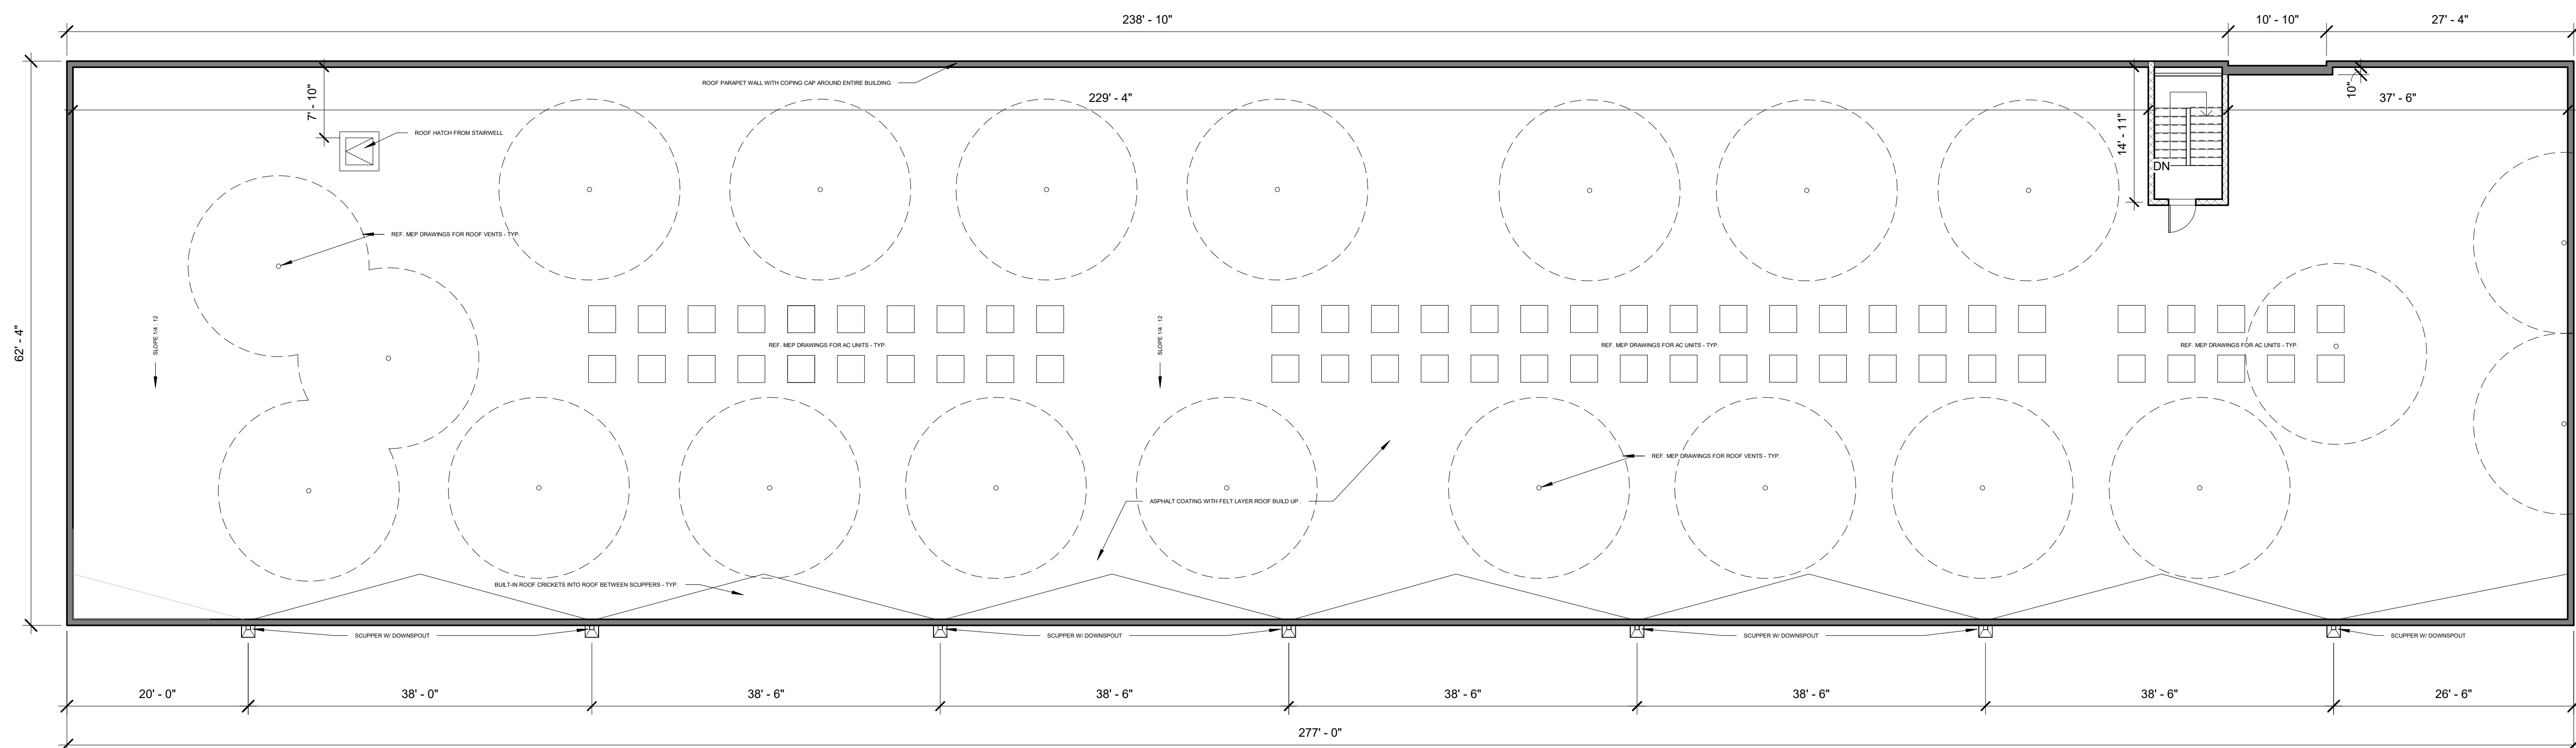 238' - 10"
10' - 10"
27' - 4"
ROOF PARAPET WALL WITH COPING CAP AROUND ENTIRE BUILDING
7' - 10"
229' - 4"
10"
37' - 6"
ROOF HATCH FROM STAIRWELL
14' - 11"
DN
REF. MEP DRAWINGS FOR ROOF VENTS - TYP.
62' - 4"
SLOPE 1/4 : 12
SLOPE 1/4 : 12
REF. MEP DRAWINGS FOR AC UNITS - TYP.
REF. MEP DRAWINGS FOR AC UNITS - TYP.
REF. MEP DRAWINGS FOR AC UNITS - TYP.
REF. MEP DRAWINGS FOR ROOF VENTS - TYP.
ASPHALT COATING WITH FELT LAYER ROOF BUILD UP .
BUILT-IN ROOF CRICKETS INTO ROOF BETWEEN SCUPPERS - TYP.
SCUPPER W/ DOWNSPOUT
SCUPPER W/ DOWNSPOUT
SCUPPER W/ DOWNSPOUT
SCUPPER W/ DOWNSPOUT
20' - 0"
38' - 0"
38' - 6"
38' - 6"
38' - 6"
38' - 6"
38' - 6"
26' - 6"
277' - 0"